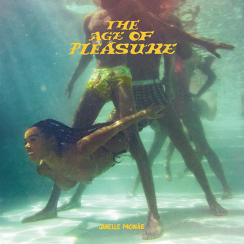 THE
AGE OF
PLEASURE
JANELLE MONÁE